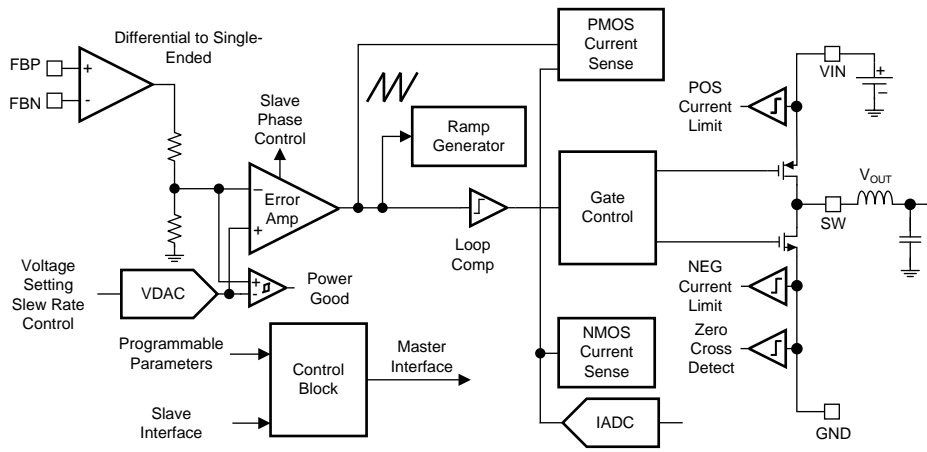 Differential to Single-
Ended
FBP
FBN
+
-
Slave
Phase
Control
PMOS
Current
Sense
Ramp
Generator
VIN
+
−
POS
Current
Limit
−
Error
Amp
+
Loop
Comp
Gate
Control
VOUT
SW
Voltage
Setting
Slew Rate
Control
VDAC
+
-
Power
Good
NEG
Current
Limit
Zero
Cross
Detect
NMOS
Current
Sense
Programmable
Parameters
Control
Block
Master
Interface
Slave
Interface
IADC
GND